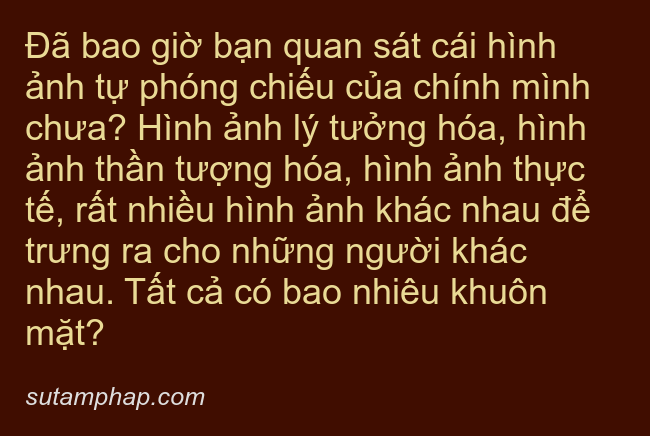 Đã bao giờ bạn quan sát cái hình
ảnh tự phóng chiếu của chính mình
chưa? Hình ảnh lý tưởng hóa, hình
ảnh thần tượng hóa, hình ảnh thực
tế, rất nhiều hình ảnh khác nhau để
trưng ra cho những người khác
nhau. Tất cả có bao nhiêu khuôn
mặt?
sutamphap.com